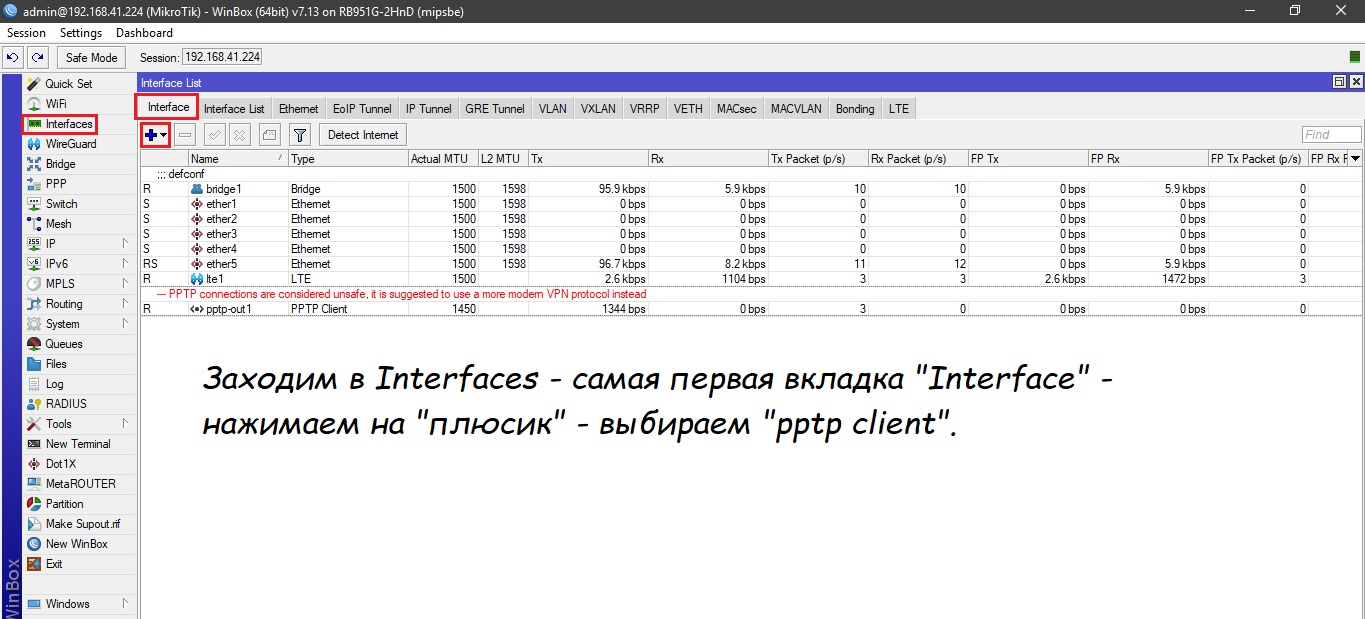 admin@192.168.41.224 (MikroTik) - WinBox (64bit) v7.13 on RB951G-2HnD (mipsbe)
Session Settings Dashboard
Safe Mode Session: 192.168.41.224
Quick Set
WiFi
Interfaces
WireGuard
Bridge
PPP
Switch
Mesh
IP
IPv6
MPLS
Routing
System
Queues
Files
Log
RADIUS
Tools
New Terminal
Dot1X
MetaROUTER
Partition
Make Supout.rif
New WinBox
Exit
Windows
WinBox
Interface List
Interface Interface List Ethernet EoIP Tunnel IP Tunnel GRE Tunnel VLAN VXLAN VRRP VETH MACsec MACVLAN Bonding LTE
Detect Internet Find
Name Type Actual MTU L2 MTU Tx Rx Tx Packet (p/s) Rx Packet (p/s) FP Tx FP Rx FP Tx Packet (p/s) FP Rx
;;; defconf
R bridge1 Bridge 1500 1598 95.9 kbps 5.9 kbps 10 10 0 bps 5.9 kbps 0
S ether1 Ethernet 1500 1598 0 bps 0 bps 0 0 0 bps 0 bps 0
S ether2 Ethernet 1500 1598 0 bps 0 bps 0 0 0 bps 0 bps 0
S ether3 Ethernet 1500 1598 0 bps 0 bps 0 0 0 bps 0 bps 0
S ether4 Ethernet 1500 1598 0 bps 0 bps 0 0 0 bps 0 bps 0
RS ether5 Ethernet 1500 1598 96.7 kbps 8.2 kbps 11 12 0 bps 5.9 kbps 0
R lte1 LTE 1500 2.6 kbps 1104 bps 3 3 2.6 kbps 1472 bps 3
--- PPTP connections are considered unsafe, it is suggested to use a more modern VPN protocol instead
R pptp-out1 PPTP Client 1450 1344 bps 0 bps 3 0 0 bps 0 bps 0
Заходим в Interfaces - самая первая вкладка "Interface" -
нажимаем на "плюсик" - выбираем "pptp client".